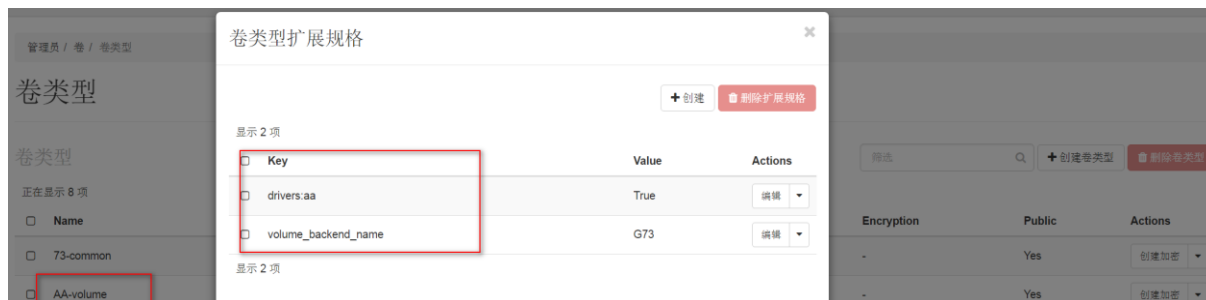 管理员 / 卷 / 卷类型
卷类型
卷类型
正在显示 8 项
Name
73-common
AA-volume
卷类型扩展规格
×
创建
删除扩展规格
显示 2 项
Key Value Actions
drivers:aa True 编辑
volume_backend_name G73 编辑
显示 2 项
筛选
创建卷类型
删除卷类型
Encryption Public Actions
- Yes 创建加密
- Yes 创建加密